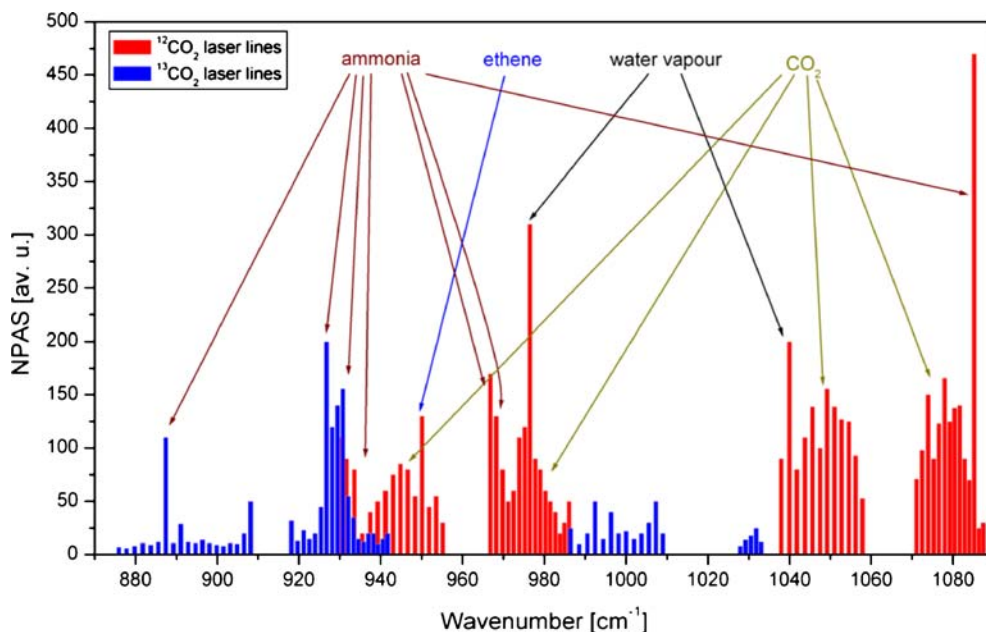 500
450
400
350
300
250
200
150
100
50
0
NPAS [av. u.]
¹²CO₂ laser lines
¹³CO₂ laser lines
ammonia
ethene
water vapour
CO₂
880 900 920 940 960 980 1000 1020 1040 1060 1080
Wavenumber [cm⁻¹]